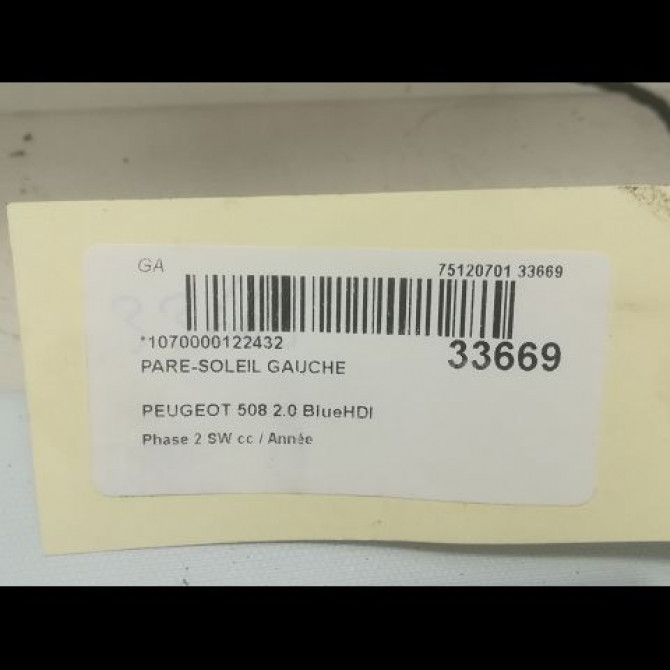 GA 75120701 33669
*1070000122432 33669
PARE-SOLEIL GAUCHE
PEUGEOT 508 2.0 BlueHDI
Phase 2 SW cc / Année